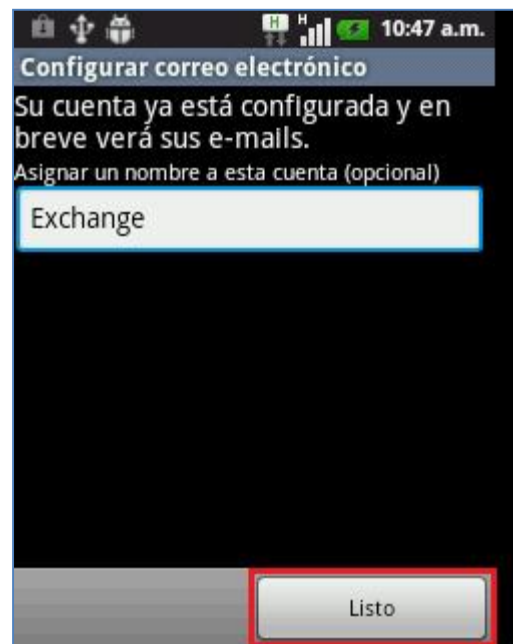 H H 10:47 a.m.
Configurar correo electrónico
Su cuenta ya está configurada y en
breve verá sus e-mails.
Asignar un nombre a esta cuenta (opcional)
Exchange
Listo